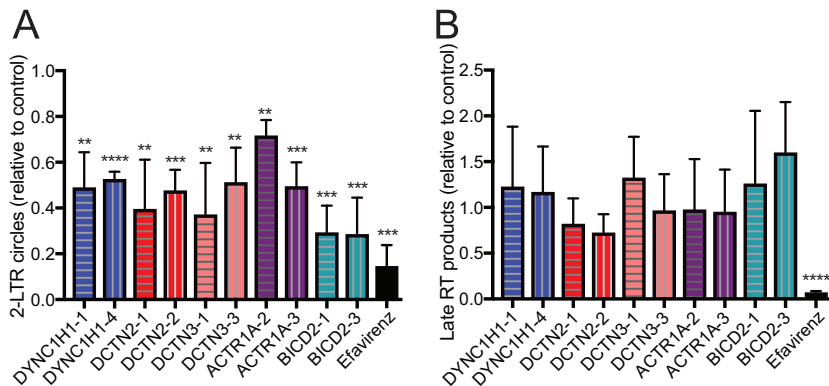 A
2-LTR circles (relative to control)
1.0
0.8
0.6
0.4
0.2
0.0
** **** ** *** ** ** ** *** *** *** ***
DYNC1H1-1
DYNC1H1-4
DCTN2-1
DCTN2-2
DCTN3-1
DCTN3-3
ACTR1A-2
ACTR1A-3
BICD2-1
BICD2-3
Efavirenz
B
Late RT products (relative to control)
2.5
2.0
1.5
1.0
0.5
0.0
****
DYNC1H1-1
DYNC1H1-4
DCTN2-1
DCTN2-2
DCTN3-1
DCTN3-3
ACTR1A-2
ACTR1A-3
BICD2-1
BICD2-3
Efavirenz